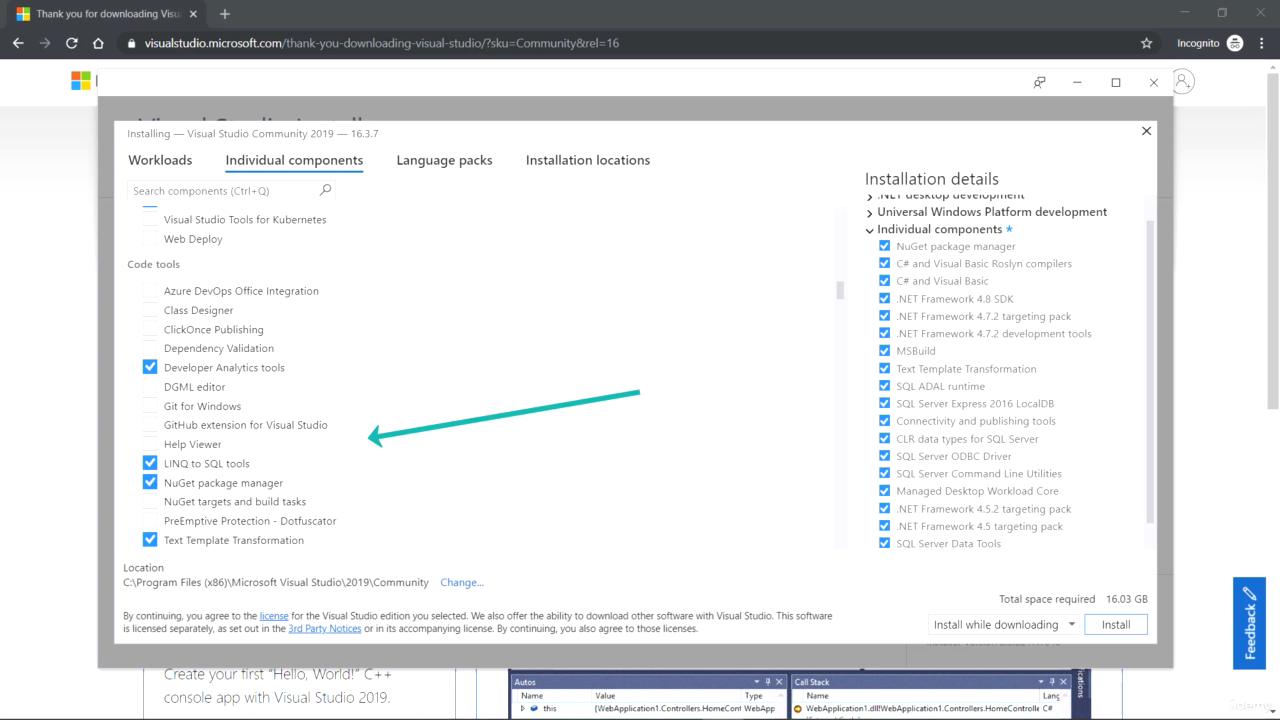 Thank you for downloading Visu
visualstudio.microsoft.com/thank-you-downloading-visual-studio/?sku=Community&rel=16
Incognito
Installing — Visual Studio Community 2019 — 16.3.7
Workloads
Individual components
Language packs
Installation locations
Search components (Ctrl+Q)
Visual Studio Tools for Kubernetes
Web Deploy
Code tools
Azure DevOps Office Integration
Class Designer
ClickOnce Publishing
Dependency Validation
Developer Analytics tools
DGML editor
Git for Windows
GitHub extension for Visual Studio
Help Viewer
LINQ to SQL tools
NuGet package manager
NuGet targets and build tasks
PreEmptive Protection - Dotfuscator
Text Template Transformation
Installation details
.NET desktop development
Universal Windows Platform development
Individual components *
NuGet package manager
C# and Visual Basic Roslyn compilers
C# and Visual Basic
.NET Framework 4.8 SDK
.NET Framework 4.7.2 targeting pack
.NET Framework 4.7.2 development tools
MSBuild
Text Template Transformation
SQL ADAL runtime
SQL Server Express 2016 LocalDB
Connectivity and publishing tools
CLR data types for SQL Server
SQL Server ODBC Driver
SQL Server Command Line Utilities
Managed Desktop Workload Core
.NET Framework 4.5.2 targeting pack
.NET Framework 4.5 targeting pack
SQL Server Data Tools
Location
C:\Program Files (x86)\Microsoft Visual Studio\2019\Community Change...
By continuing, you agree to the license for the Visual Studio edition you selected. We also offer the ability to download other software with Visual Studio. This software
is licensed separately, as set out in the 3rd Party Notices or in its accompanying license. By continuing, you also agree to those licenses.
Total space required 16.03 GB
Install while downloading
Install
Feedback
Create your first "Hello, World!" C++
console app with Visual Studio 2019.
Autos
Name Value Type
this {WebApplication1.Controllers.HomeCont WebApp
Call Stack
Name Lang
WebApplication1.dll!WebApplication1.Controllers.HomeControlle C#
udemy